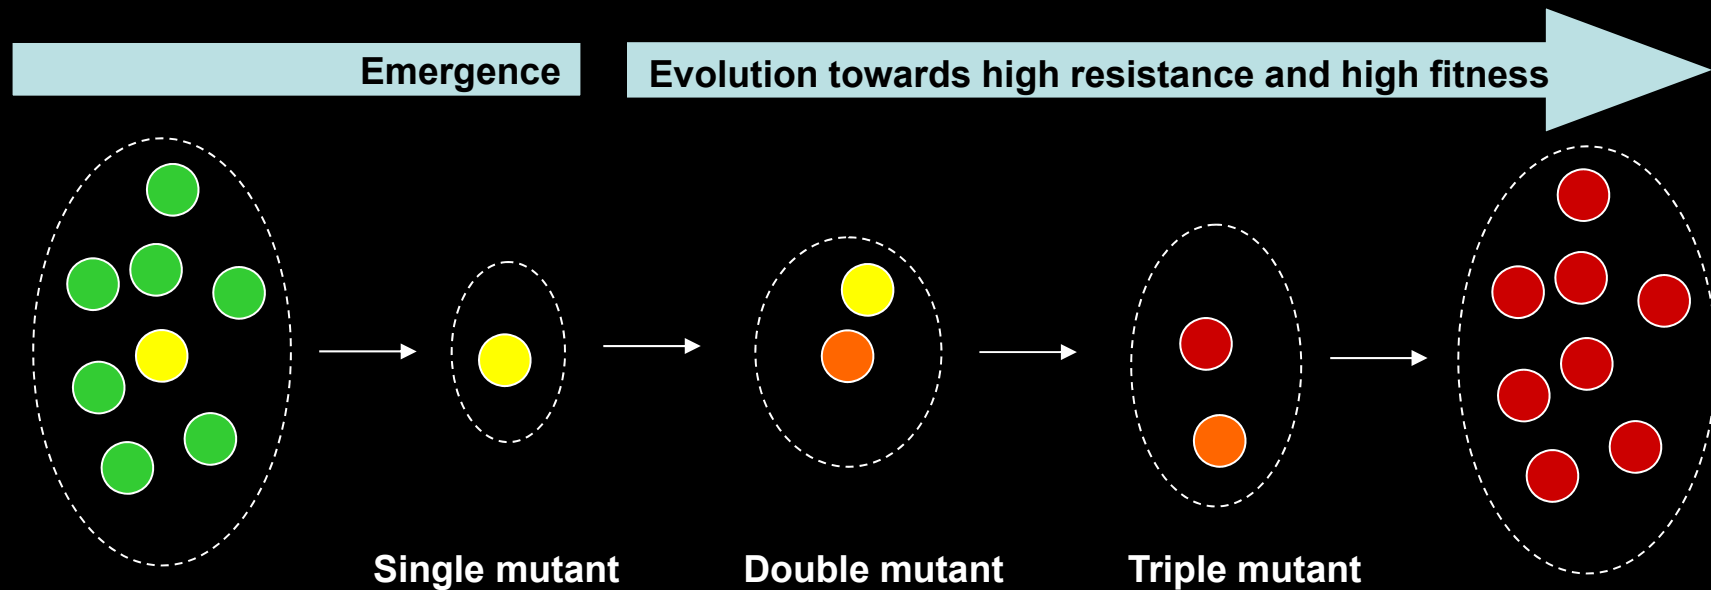 Emergence
Evolution towards high resistance and high fitness
Single mutant
Double mutant
Triple mutant